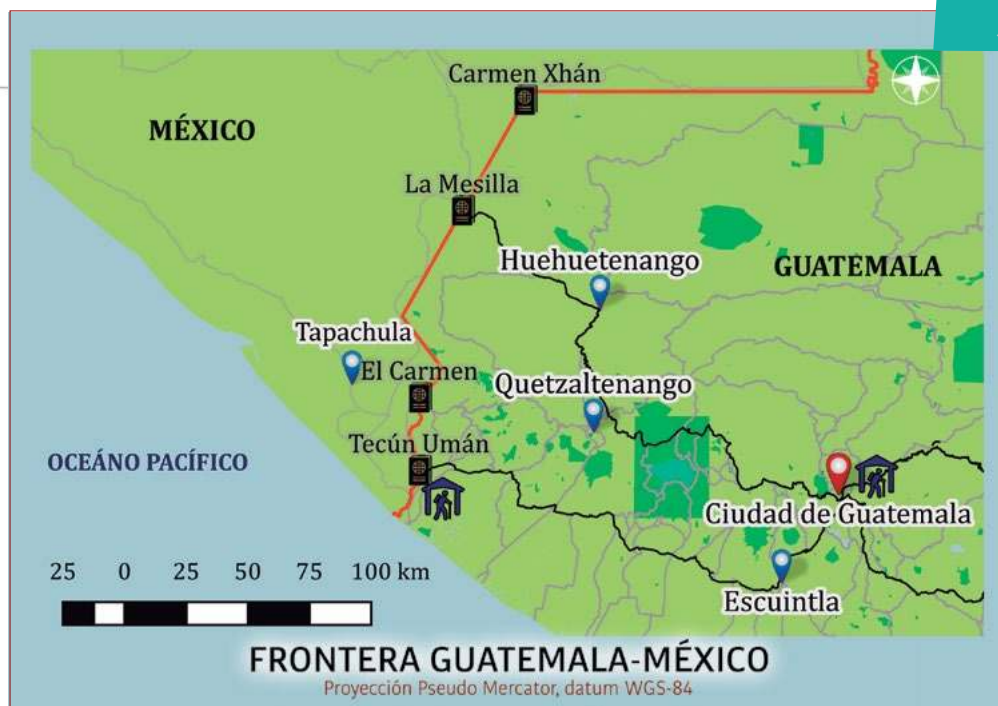 Carmen Xhán
MÉXICO
La Mesilla
Huehuetenango
GUATEMALA
Tapachula
El Carmen
Quetzaltenango
Tecún Umán
OCEÁNO PACÍFICO
Ciudad de Guatemala
25 0 25 50 75 100 km
Escuintla
FRONTERA GUATEMALA-MÉXICO
Proyección Pseudo Mercator, datum WGS-84